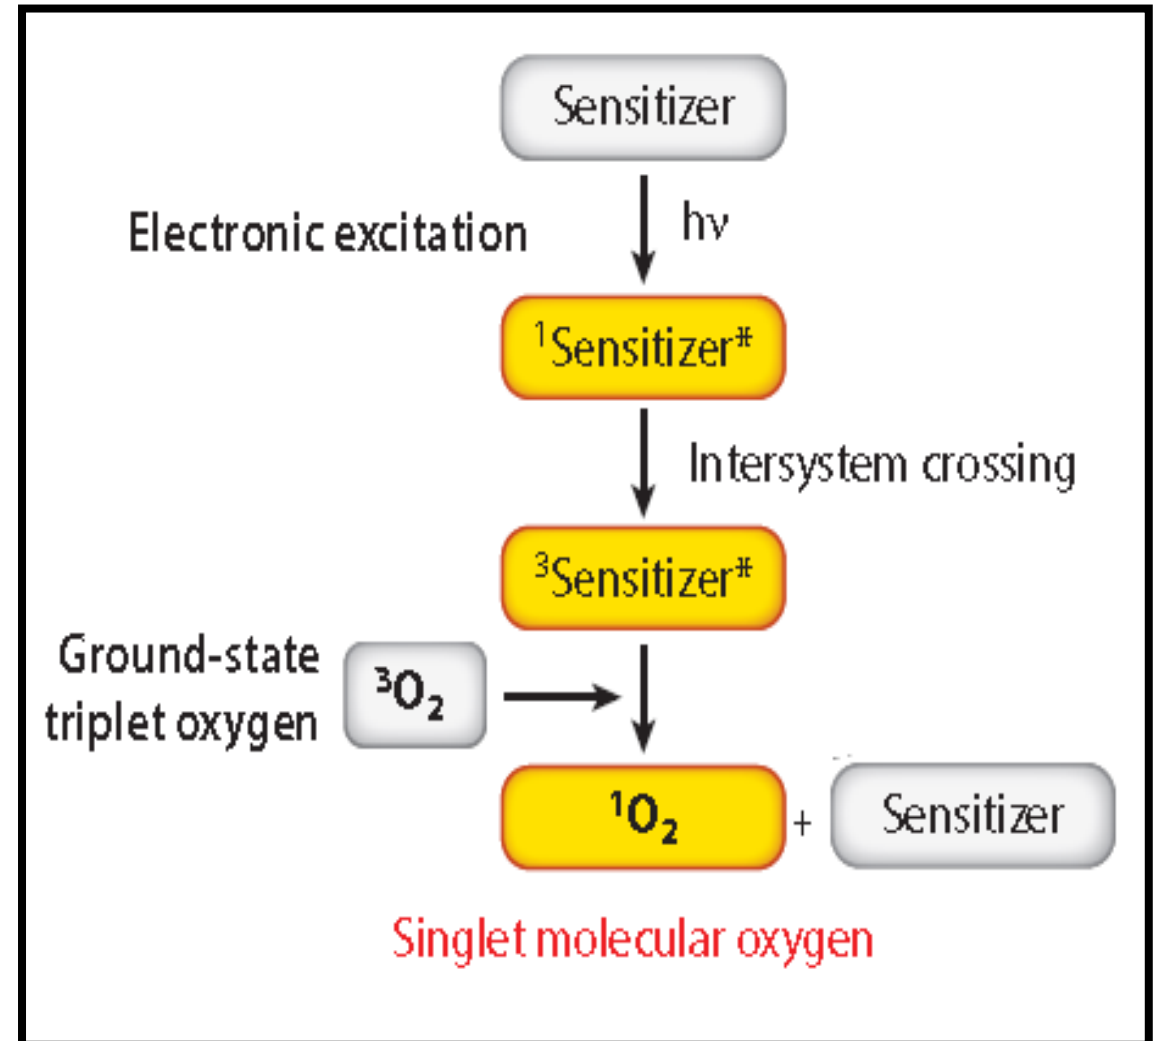 Sensitizer
Electronic excitation
hν
¹Sensitizer*
Intersystem crossing
³Sensitizer*
Ground-state
triplet oxygen
³O₂
¹O₂
+
Sensitizer
Singlet molecular oxygen